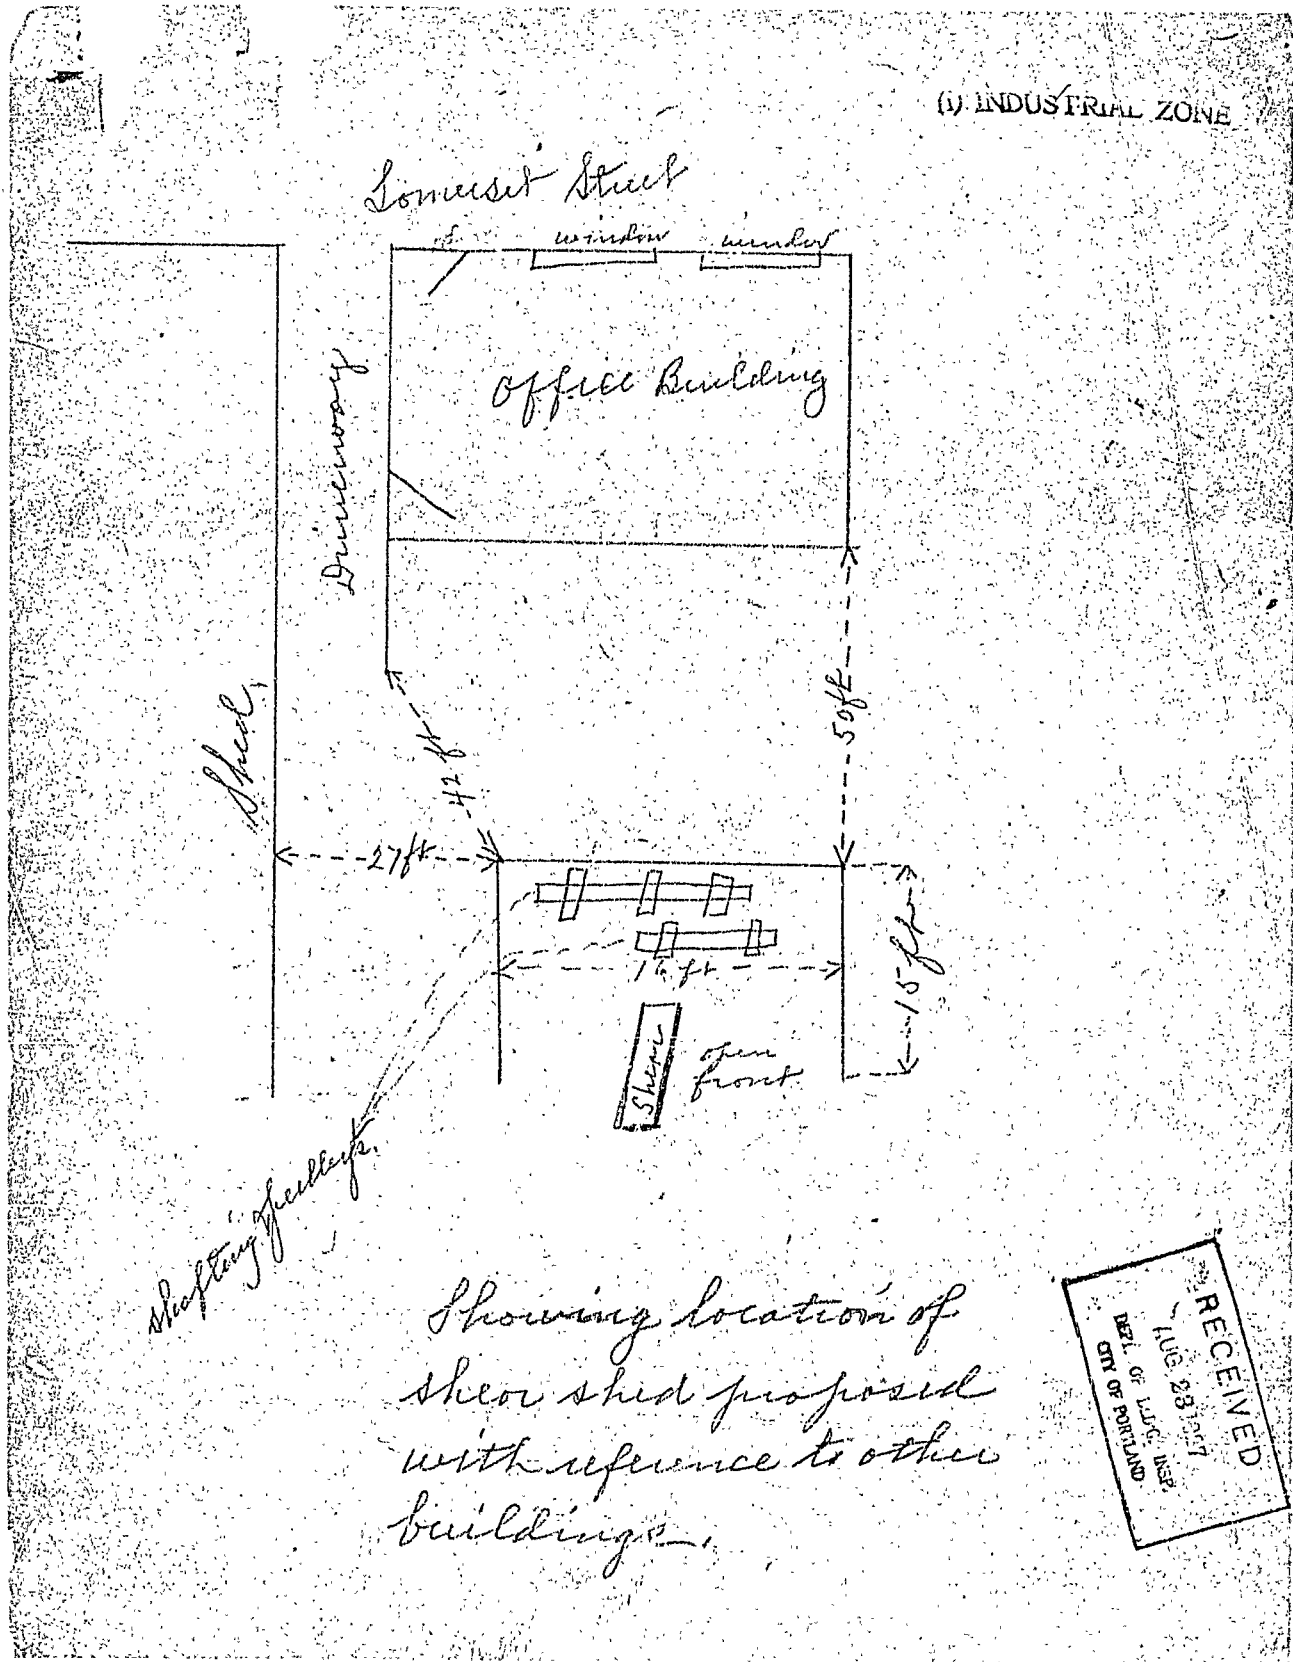 (I) INDUSTRIAL ZONE
Somerset Street
window window
Office Building
Driveway
Shed
50 ft
42 ft
27 ft
16 ft
15 ft
Shear
open
front
shafting pulleys
Showing location of
shear shed proposed
with reference to other
buildings.
RECEIVED
AUG 28
DEPT. OF BLDG. INSP.
CITY OF PORTLAND